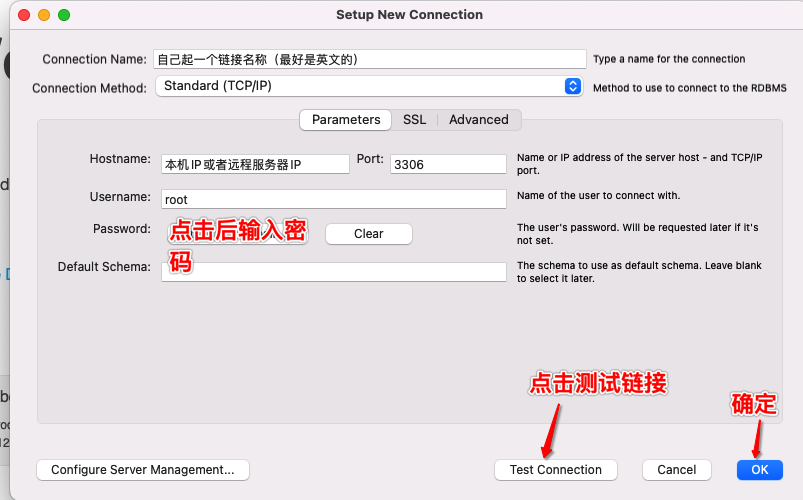 Setup New Connection
Connection Name: 自己起一个链接名称（最好是英文的） Type a name for the connection
Connection Method: Standard (TCP/IP) Method to use to connect to the RDBMS
Parameters SSL Advanced
Hostname: 本机IP或者远程服务器IP Port: 3306 Name or IP address of the server host - and TCP/IP
port.
Username: root Name of the user to connect with.
Password: 点击后输入密 Clear The user's password. Will be requested later if it's
not set.
码
Default Schema: The schema to use as default schema. Leave blank
to select it later.
点击测试链接
确定
Configure Server Management... Test Connection Cancel OK